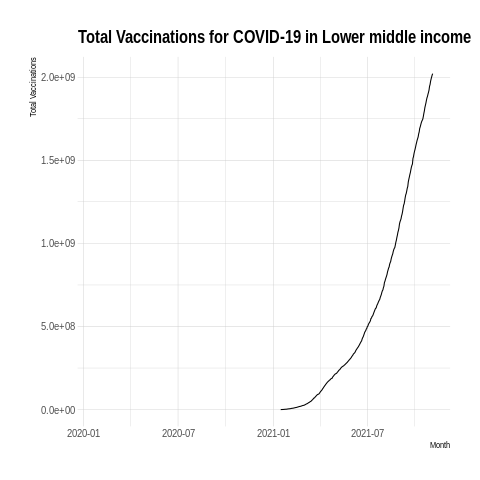 Total Vaccinations for COVID-19 in Lower middle income
Total Vaccinations
2.0e+09
1.5e+09
1.0e+09
5.0e+08
0.0e+00
2020-01 2020-07 2021-01 2021-07
Month